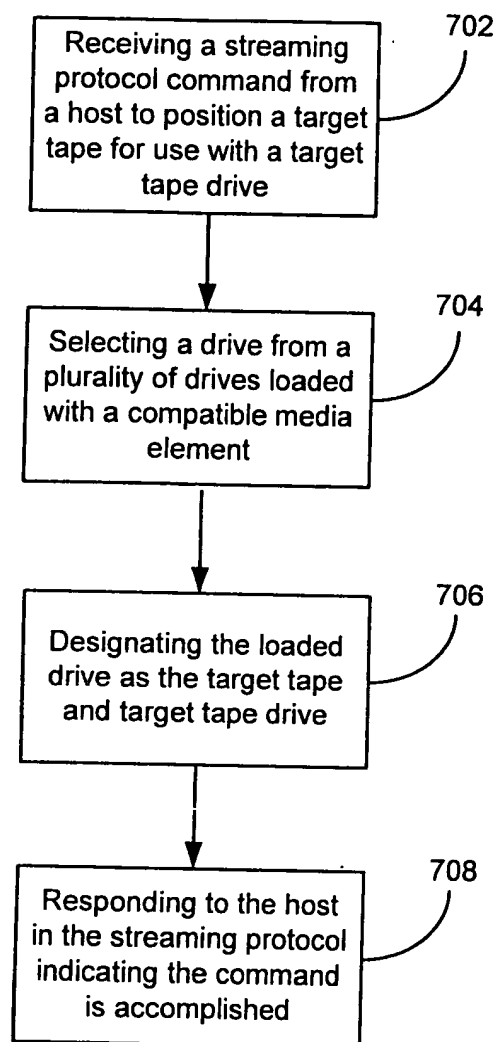 702
Receiving a streaming
protocol command from
a host to position a target
tape for use with a target
tape drive
704
Selecting a drive from a
plurality of drives loaded
with a compatible media
element
706
Designating the loaded
drive as the target tape
and target tape drive
708
Responding to the host
in the streaming protocol
indicating the command
is accomplished